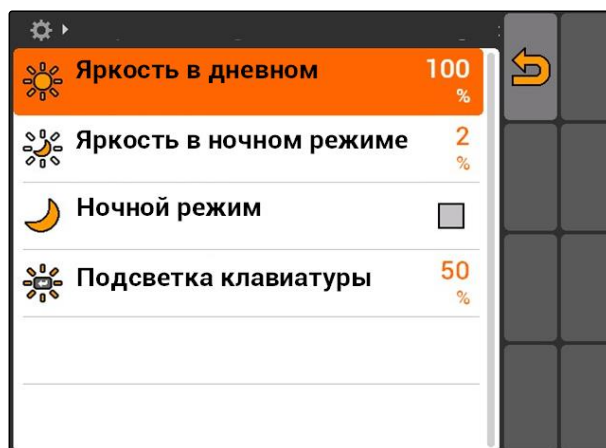 Яркость в дневном
100
%
Яркость в ночном режиме
2
%
Ночной режим
Подсветка клавиатуры
50
%